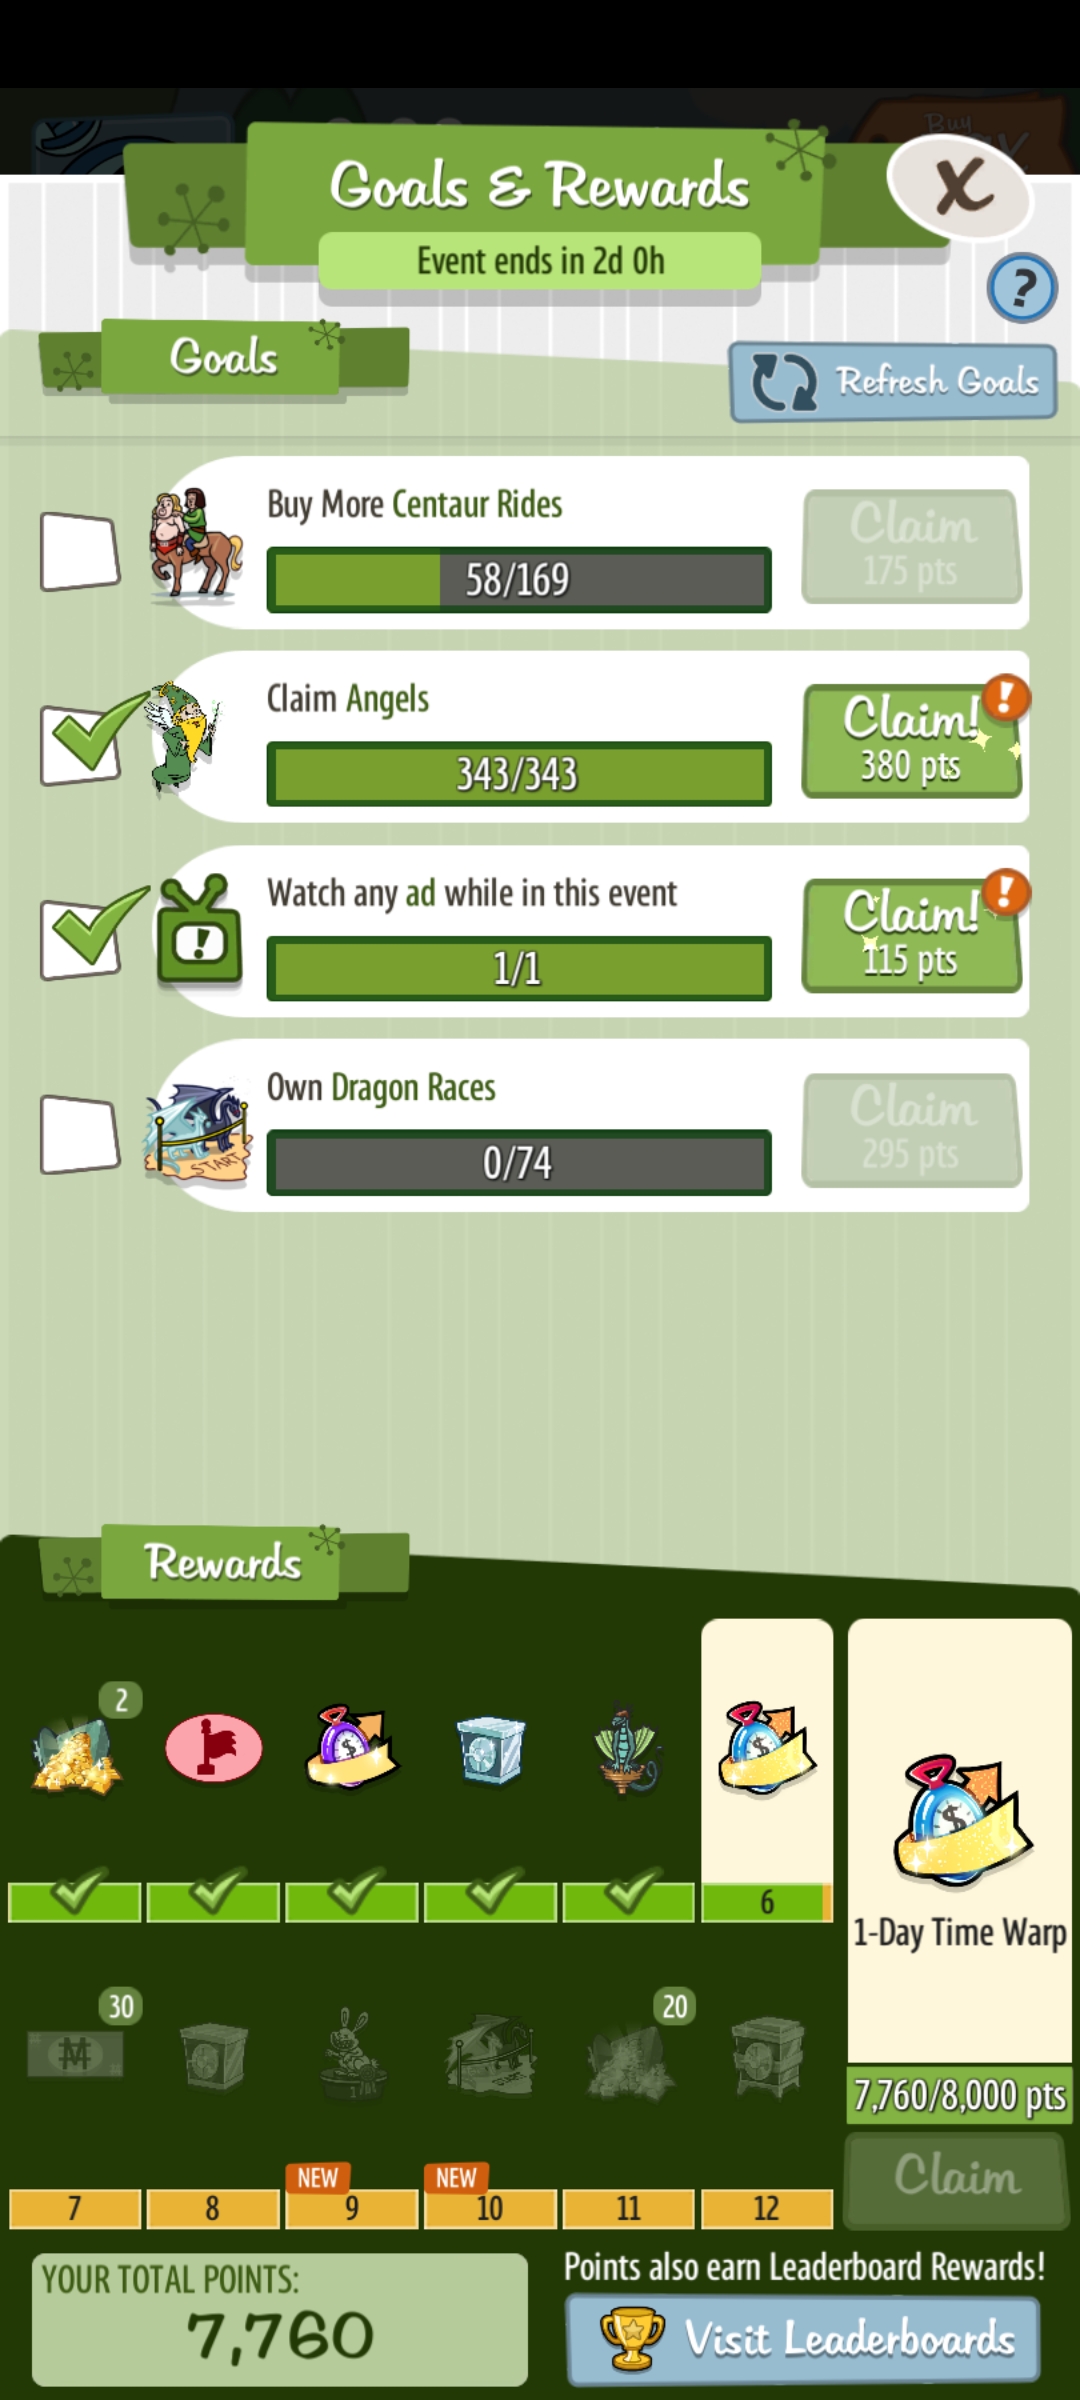 Buy
Goals & Rewards
X
Event ends in 2d 0h
?
Goals
Refresh Goals
Buy More Centaur Rides
58/169
Claim
175 pts
Claim Angels
343/343
Claim!
380 pts
!
Watch any ad while in this event
1/1
Claim!
115 pts
!
Own Dragon Races
START
0/74
Claim
295 pts
Rewards
2
6
1-Day Time Warp
30
20
7,760/8,000 pts
Claim
7
8
NEW
9
NEW
10
11
12
YOUR TOTAL POINTS:
7,760
Points also earn Leaderboard Rewards!
Visit Leaderboards